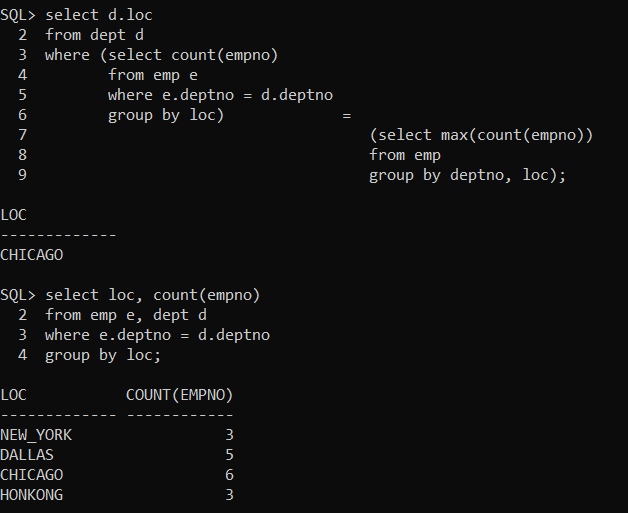 SQL> select d.loc
  2  from dept d
  3  where (select count(empno)
  4         from emp e
  5         where e.deptno = d.deptno
  6         group by loc)             =
  7                                     (select max(count(empno))
  8                                     from emp
  9                                     group by deptno, loc);
LOC
-------------
CHICAGO
SQL> select loc, count(empno)
  2  from emp e, dept d
  3  where e.deptno = d.deptno
  4  group by loc;
LOC           COUNT(EMPNO)
------------- ------------
NEW_YORK                 3
DALLAS                   5
CHICAGO                  6
HONKONG                  3